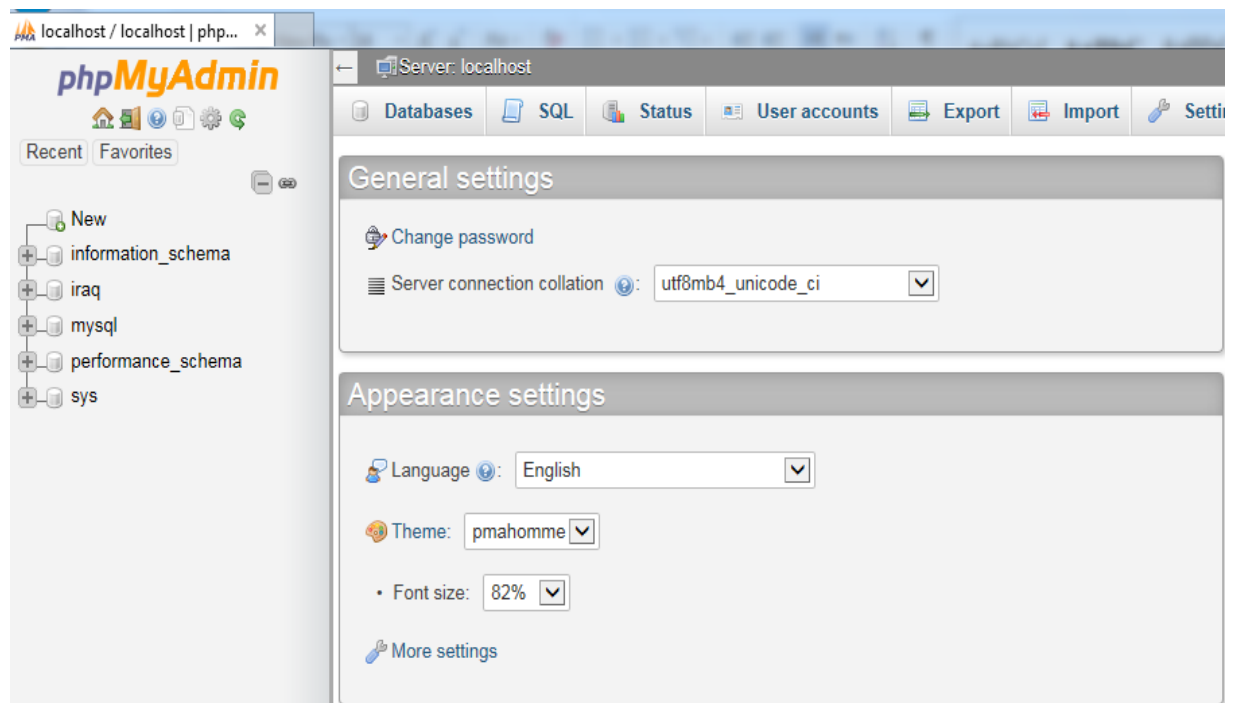 localhost / localhost | php... ×
phpMyAdmin
Recent Favorites
New
information_schema
iraq
mysql
performance_schema
sys
← Server: localhost
Databases SQL Status User accounts Export Import Settin
General settings
Change password
Server connection collation : utf8mb4_unicode_ci
Appearance settings
Language : English
Theme: pmahomme
• Font size: 82%
More settings